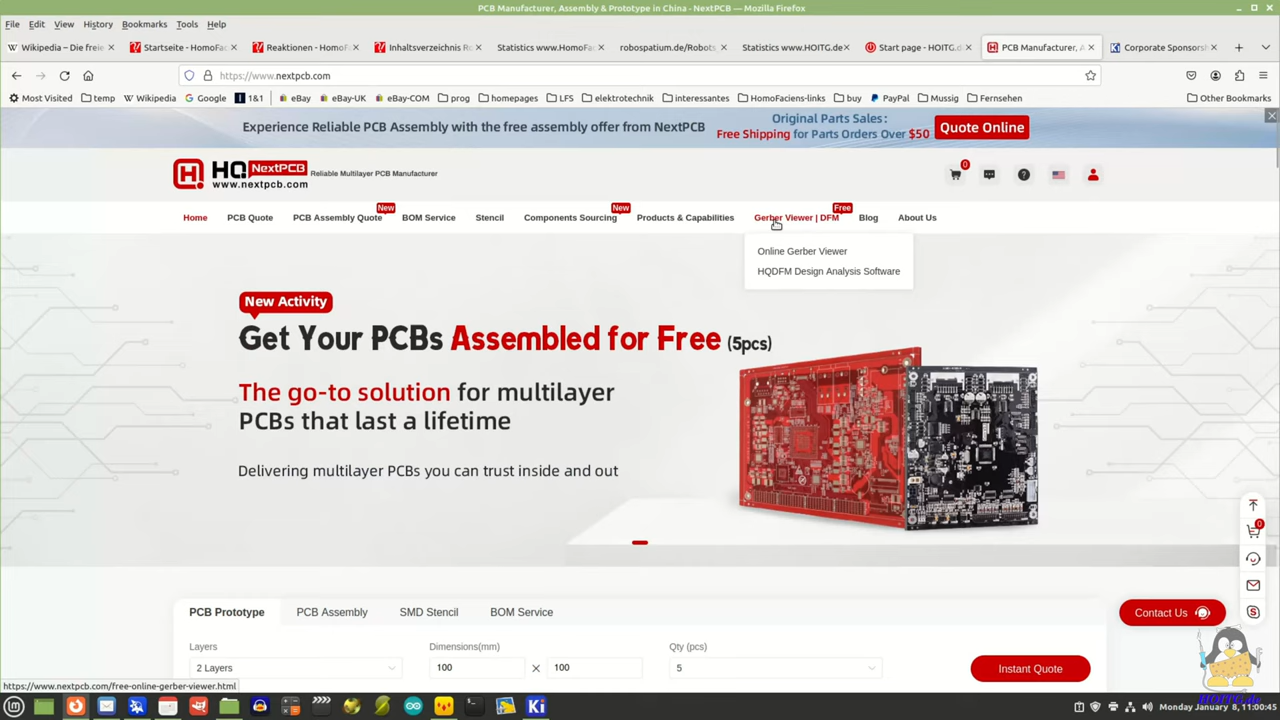 PCB Manufacturer, Assembly & Prototype in China - NextPCB — Mozilla Firefox
File Edit View History Bookmarks Tools Help
Wikipedia – Die freie
Startseite - HomoFac
Reaktionen - HomoFa
Inhaltsverzeichnis Ro
Statistics www.HomoFa
robospatium.de/Robots
Statistics www.HOITG.de
Start page - HOITG.d
PCB Manufacturer, A
Corporate Sponsorsh
https://www.nextpcb.com
Most Visited temp Wikipedia Google 1&1 eBay eBay-UK eBay-COM prog homepages LFS elektrotechnik interessantes HomoFaciens-links buy PayPal Mussig Fernsehen Other Bookmarks
Experience Reliable PCB Assembly with the free assembly offer from NextPCB
Original Parts Sales:
Free Shipping for Parts Orders Over $50
Quote Online
HQ NextPCB
www.nextpcb.com
Reliable Multilayer PCB Manufacturer
0
New New Free
Home PCB Quote PCB Assembly Quote BOM Service Stencil Components Sourcing Products & Capabilities Gerber Viewer | DFM Blog About Us
Online Gerber Viewer
HQDFM Design Analysis Software
New Activity
Get Your PCBs Assembled for Free (5pcs)
The go-to solution for multilayer
PCBs that last a lifetime
Delivering multilayer PCBs you can trust inside and out
0
Contact Us
PCB Prototype PCB Assembly SMD Stencil BOM Service
Layers Dimensions(mm) Qty (pcs)
2 Layers 100 × 100 5 Instant Quote
https://www.nextpcb.com/free-online-gerber-viewer.html
HOITG.de
Ki
Monday January 8, 11:00:45